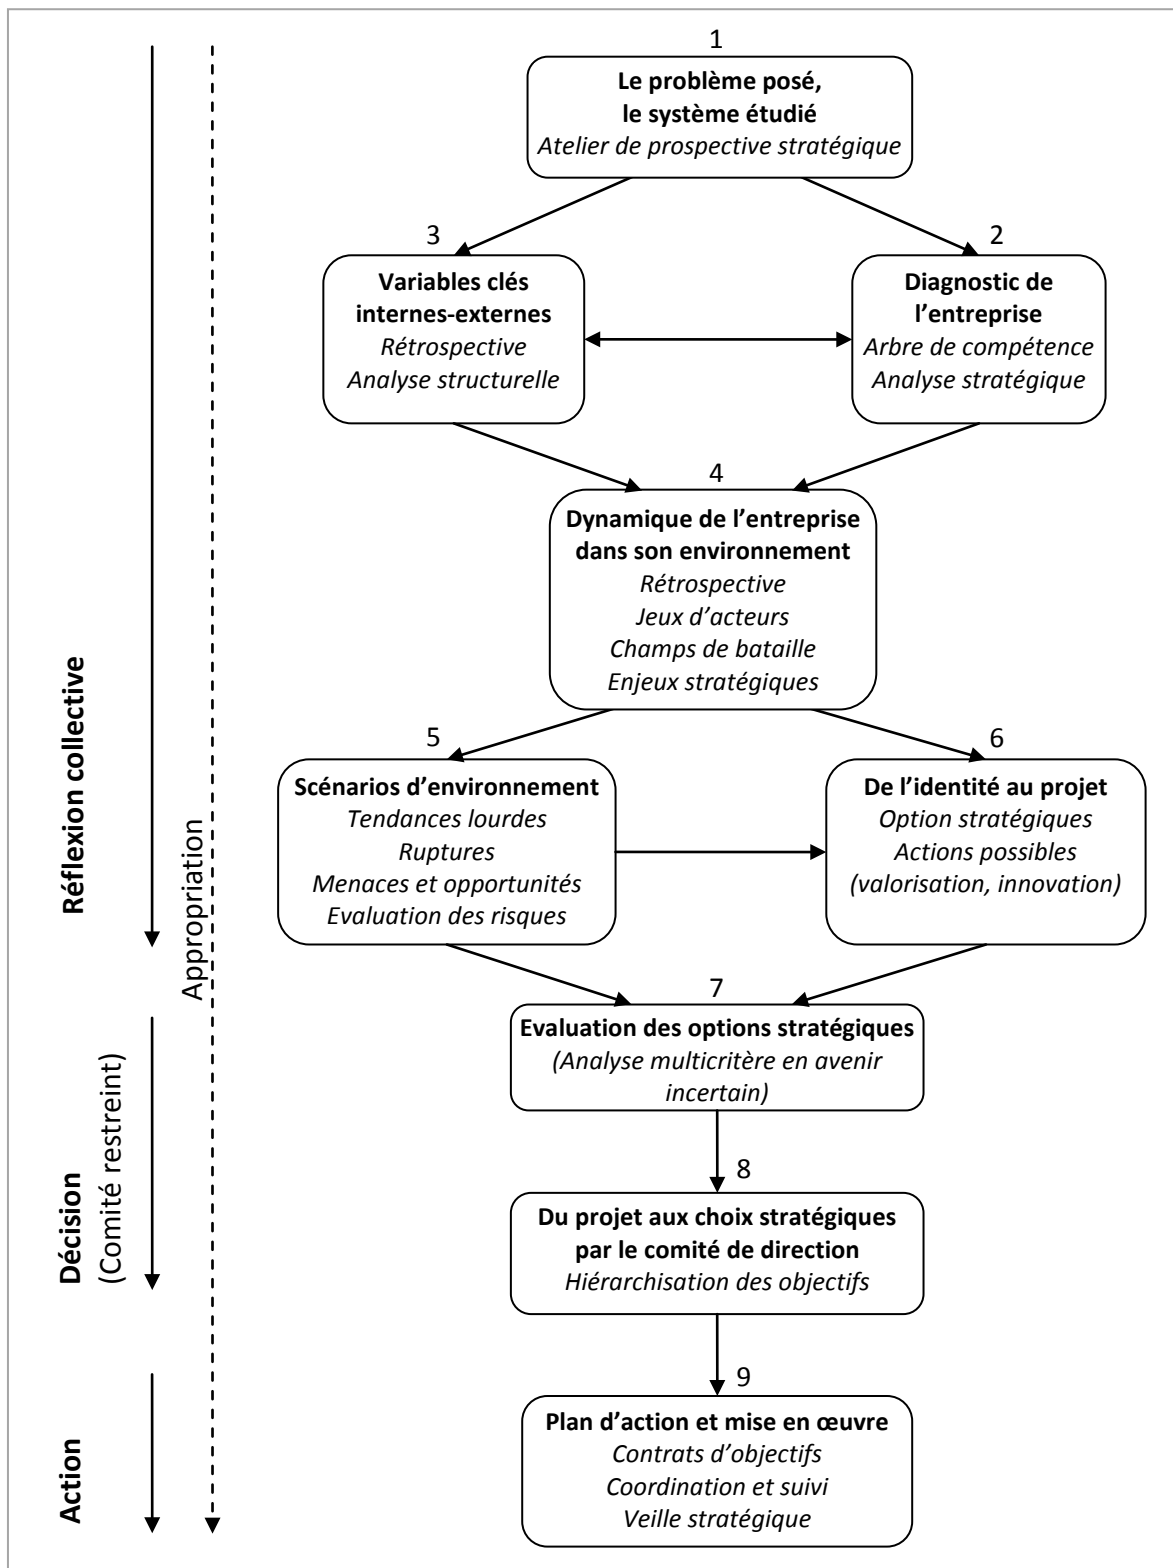 1
Le problème posé,
le système étudié
Atelier de prospective stratégique
3
Variables clés
internes-externes
Rétrospective
Analyse structurelle
2
Diagnostic de
l’entreprise
Arbre de compétence
Analyse stratégique
4
Dynamique de l’entreprise
dans son environnement
Rétrospective
Jeux d’acteurs
Champs de bataille
Enjeux stratégiques
5
Scénarios d’environnement
Tendances lourdes
Ruptures
Menaces et opportunités
Evaluation des risques
6
De l’identité au projet
Option stratégiques
Actions possibles
(valorisation, innovation)
7
Evaluation des options stratégiques
(Analyse multicritère en avenir
incertain)
8
Du projet aux choix stratégiques
par le comité de direction
Hiérarchisation des objectifs
9
Plan d’action et mise en œuvre
Contrats d’objectifs
Coordination et suivi
Veille stratégique
Réflexion collective
Appropriation
Décision
(Comité restreint)
Action